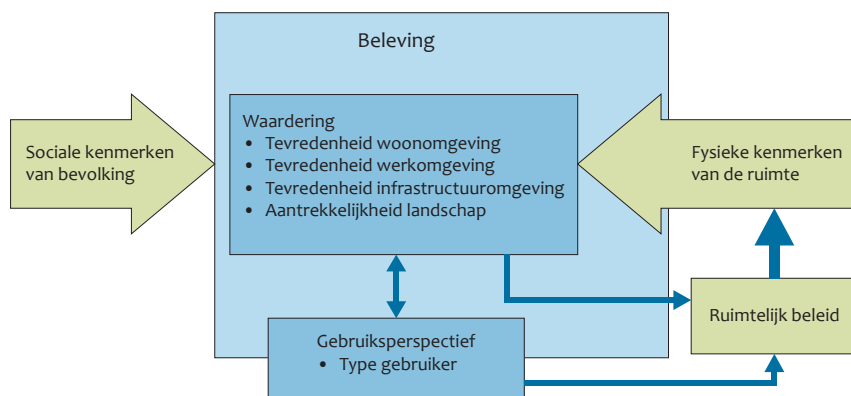 Beleving
Sociale kenmerken
van bevolking
Waardering
• Tevredenheid woonomgeving
• Tevredenheid werkomgeving
• Tevredenheid infrastructuuromgeving
• Aantrekkelijkheid landschap
Fysieke kenmerken
van de ruimte
Ruimtelijk beleid
Gebruiksperspectief
• Type gebruiker